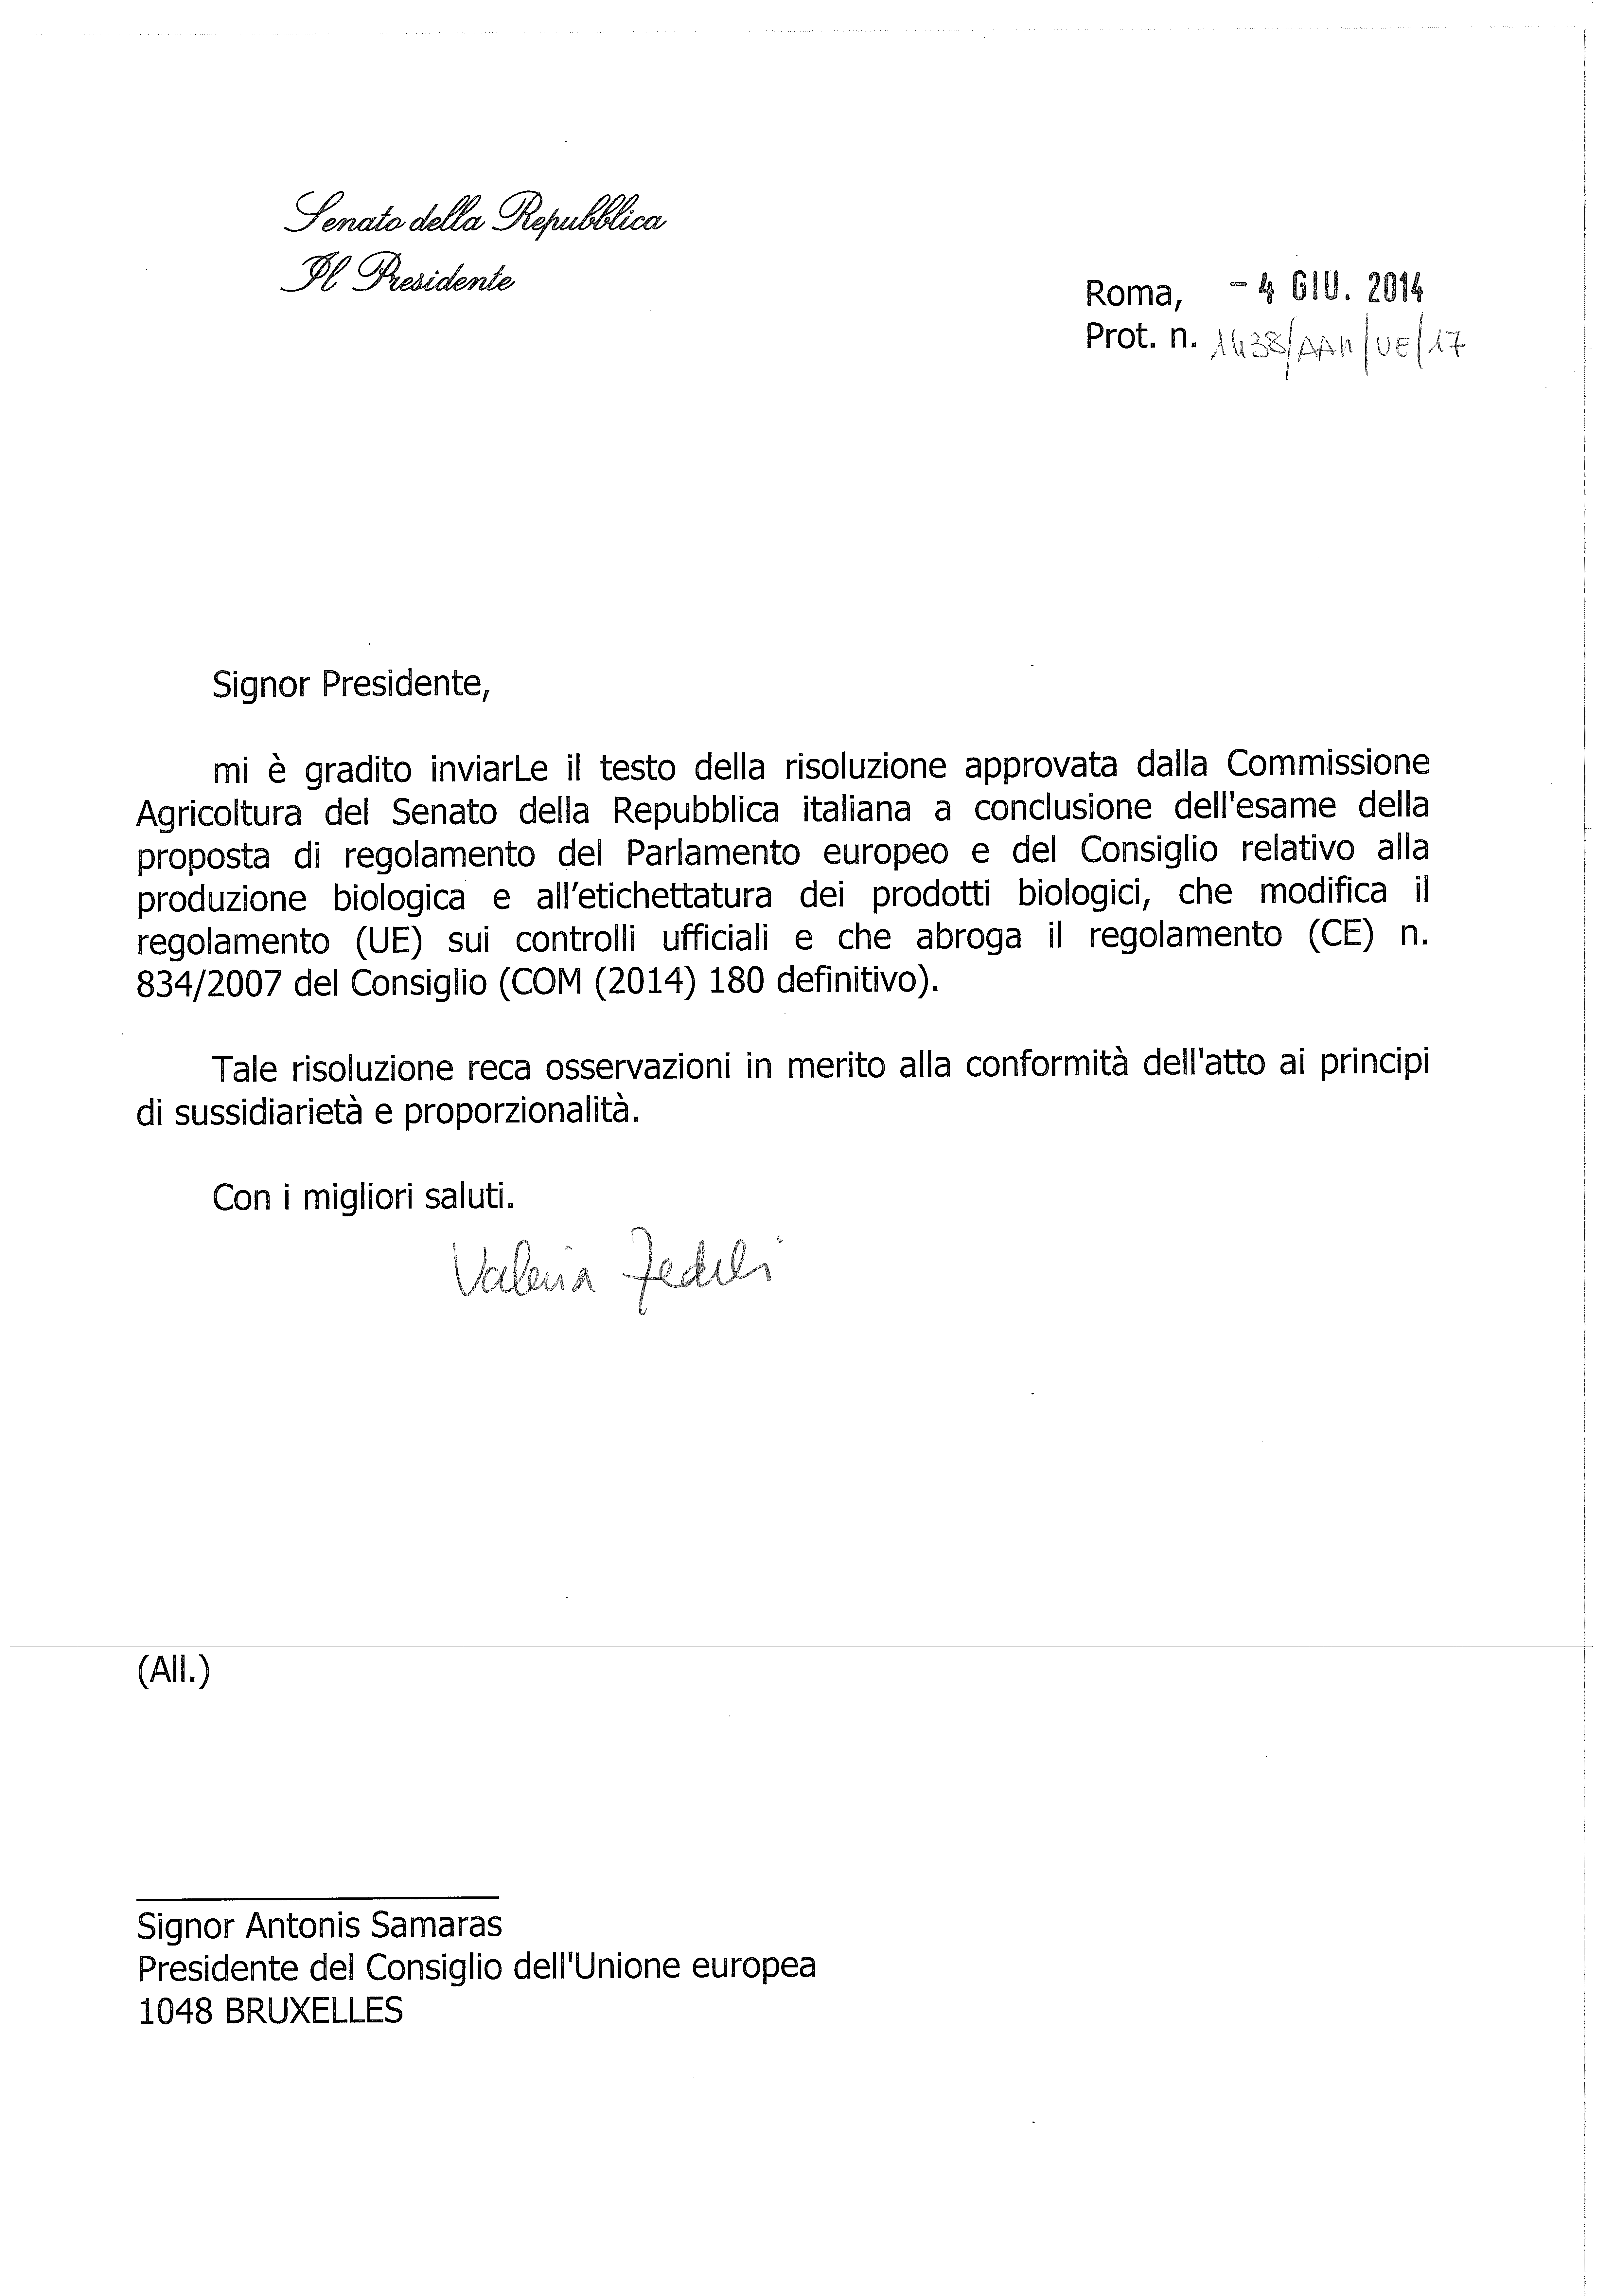 Senato della Repubblica
Il Presidente
Roma, - 4 GIU. 2014
Prot. n. 1438/AAII/UE/17
Signor Presidente,
mi è gradito inviarLe il testo della risoluzione approvata dalla Commissione
Agricoltura del Senato della Repubblica italiana a conclusione dell'esame della
proposta di regolamento del Parlamento europeo e del Consiglio relativo alla
produzione biologica e all'etichettatura dei prodotti biologici, che modifica il
regolamento (UE) sui controlli ufficiali e che abroga il regolamento (CE) n.
834/2007 del Consiglio (COM (2014) 180 definitivo).
Tale risoluzione reca osservazioni in merito alla conformità dell'atto ai principi
di sussidiarietà e proporzionalità.
Con i migliori saluti.
Valeria Fedeli
(All.)
Signor Antonis Samaras
Presidente del Consiglio dell'Unione europea
1048 BRUXELLES